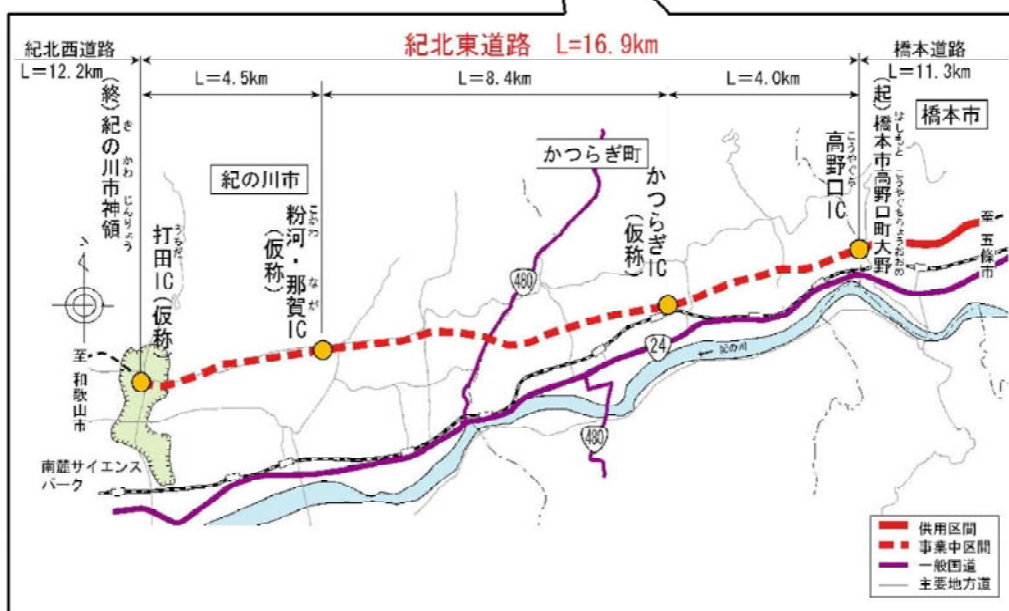 紀北東道路 L=16.9km
紀北西道路
L=12.2km
橋本道路
L=11.3km
L=4.5km
L=8.4km
L=4.0km
(終)紀の川市神領
き かわ じんりょう
(起)橋本市高野口町大野
はしもと こうやぐちちょうおおの
橋本市
かつらぎ町
紀の川市
高野口IC
こうやぐち
かつらぎIC
(仮称)
粉河・那賀IC
こかわ なが
(仮称)
打田IC(仮称)
うちだ
至 五條市
480
24
←紀の川
480
至 和歌山市
南麓サイエンス
パーク
供用区間
事業中区間
一般国道
主要地方道